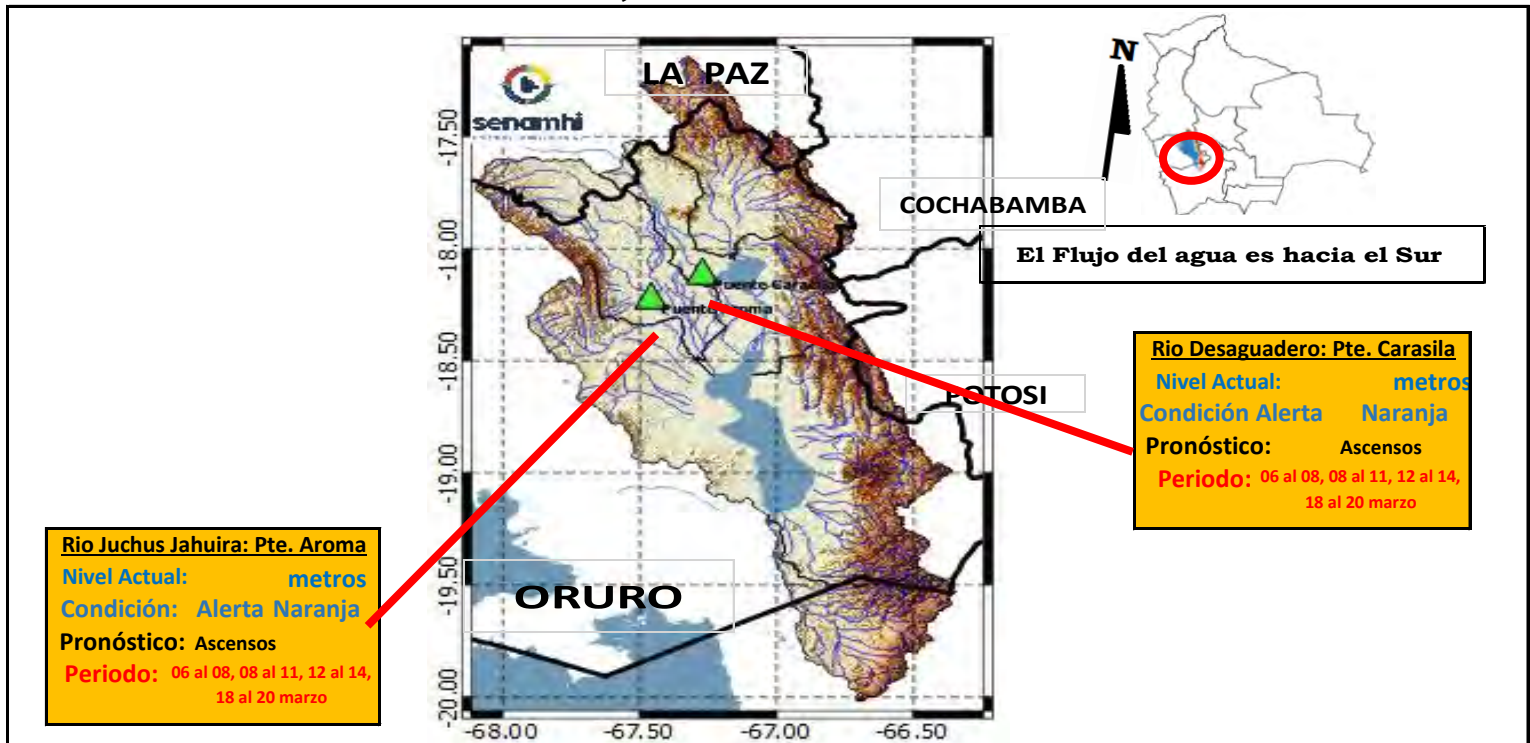 LA PAZ
senamhi
N
COCHABAMBA
El Flujo del agua es hacia el Sur
POTOSI
ORURO
Puente
Puente
Rio Desaguadero: Pte. Carasila
Nivel Actual: metros
Condición Alerta Naranja
Pronóstico: Ascensos
Periodo: 06 al 08, 08 al 11, 12 al 14,
18 al 20 marzo
Rio Juchus Jahuira: Pte. Aroma
Nivel Actual: metros
Condición: Alerta Naranja
Pronóstico: Ascensos
Periodo: 06 al 08, 08 al 11, 12 al 14,
18 al 20 marzo
-17.50
-18.00
-18.50
-19.00
-19.50
-20.00
-68.00 -67.50 -67.00 -66.50